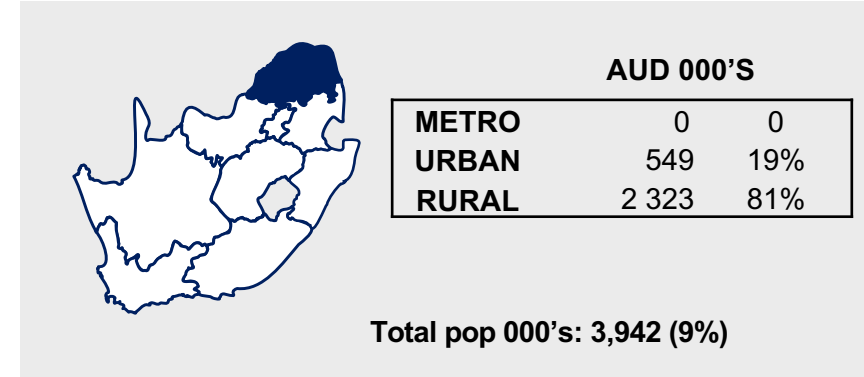 AUD 000’S
METRO 0 0
URBAN 549 19%
RURAL 2 323 81%
Total pop 000’s: 3,942 (9%)